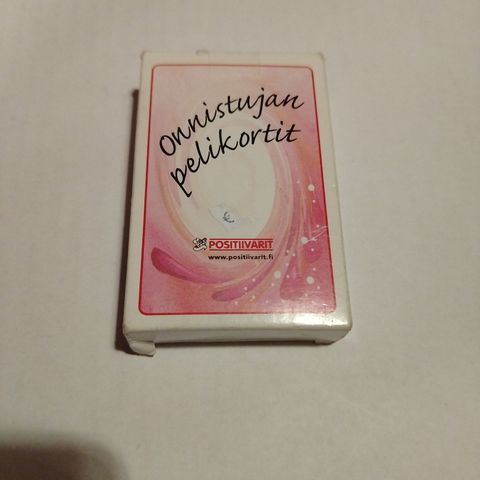 Onnistujan
pelikortit
€
POSITIIVARIT
www.positiivarit.fi